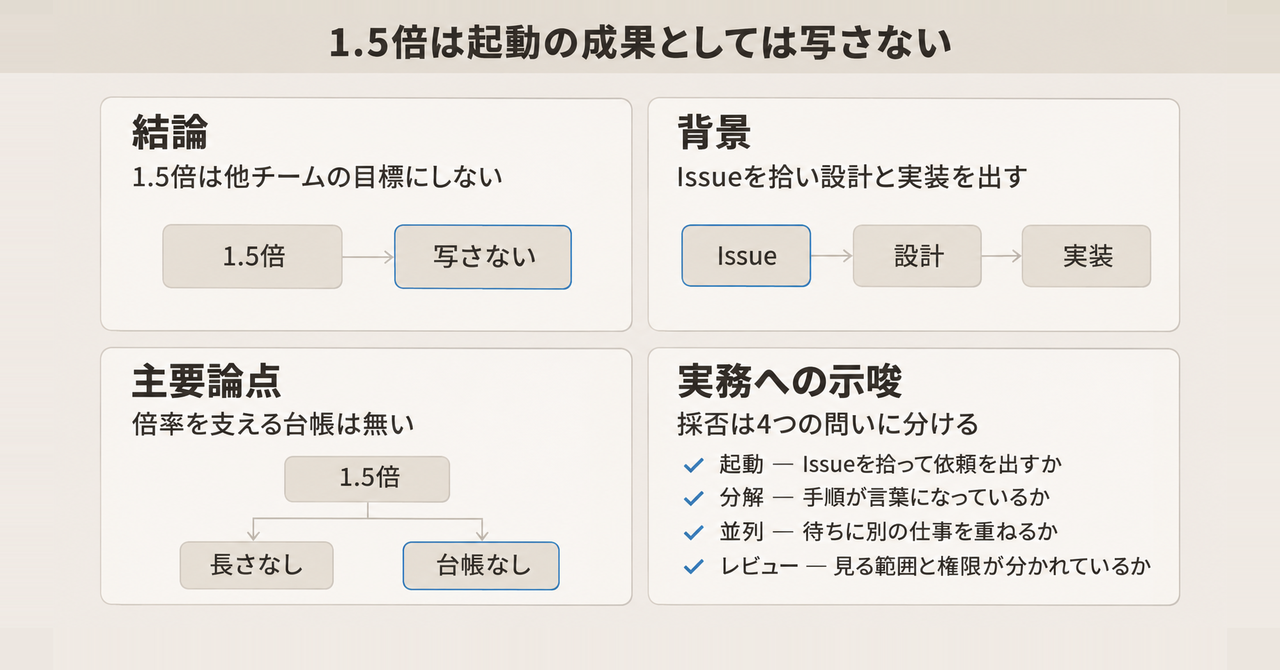 1.5倍は起動の成果としては写さない
結論
1.5倍は他チームの目標にしない
1.5倍
写さない
背景
Issueを拾い設計と実装を出す
Issue
設計
実装
主要論点
倍率を支える台帳は無い
1.5倍
長さなし
台帳なし
実務への示唆
採否は4つの問いに分ける
起動 — Issueを拾って依頼を出すか
分解 — 手順が言葉になっているか
並列 — 待ちに別の仕事を重ねるか
レビュー — 見る範囲と権限が分かれているか